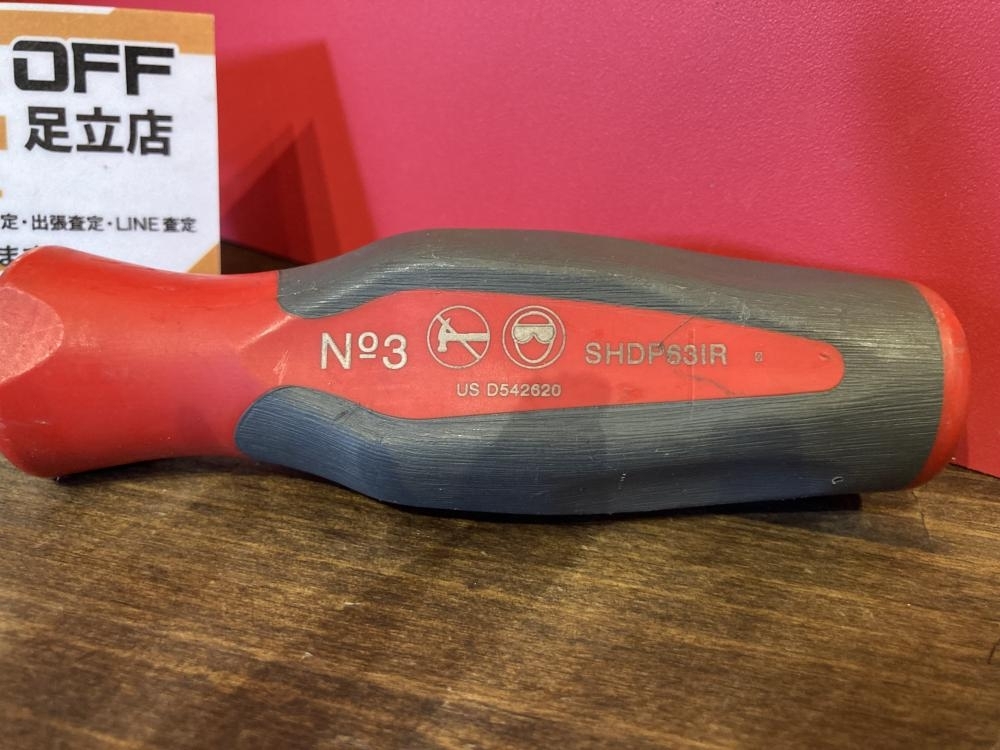 OFF
足立店
定・出張査定・LINE査定
ま
Nº3
SHDP63IR
US D542620